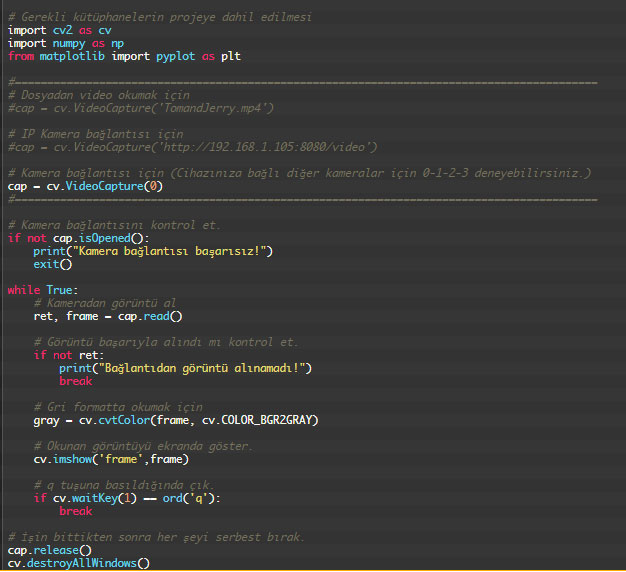 # Gerekli kütüphanelerin projeye dahil edilmesi
import cv2 as cv
import numpy as np
from matplotlib import pyplot as plt
#------------------------------------------------------------------------------------------
# Dosyadan video okumak için
#cap = cv.VideoCapture('TomandJerry.mp4')
# IP Kamera bağlantısı için
#cap = cv.VideoCapture('http://192.168.1.105:8080/video')
# Kamera bağlantısı için (Cihazınıza bağlı diğer kameralar için 0-1-2-3 deneyebilirsiniz.)
cap = cv.VideoCapture(0)
#------------------------------------------------------------------------------------------
# Kamera bağlantısını kontrol et.
if not cap.isOpened():
    print("Kamera bağlantısı başarısız!")
    exit()
while True:
    # Kameradan görüntü al
    ret, frame = cap.read()
    # Görüntü başarıyla alındı mı kontrol et.
    if not ret:
        print("Bağlantıdan görüntü alınamadı!")
        break
    # Gri formatta okumak için
    gray = cv.cvtColor(frame, cv.COLOR_BGR2GRAY)
    # Okunan görüntüyü ekranda göster.
    cv.imshow('frame',frame)
    # q tuşuna basıldığında çık.
    if cv.waitKey(1) == ord('q'):
        break
# İşin bittikten sonra her şeyi serbest bırak.
cap.release()
cv.destroyAllWindows()